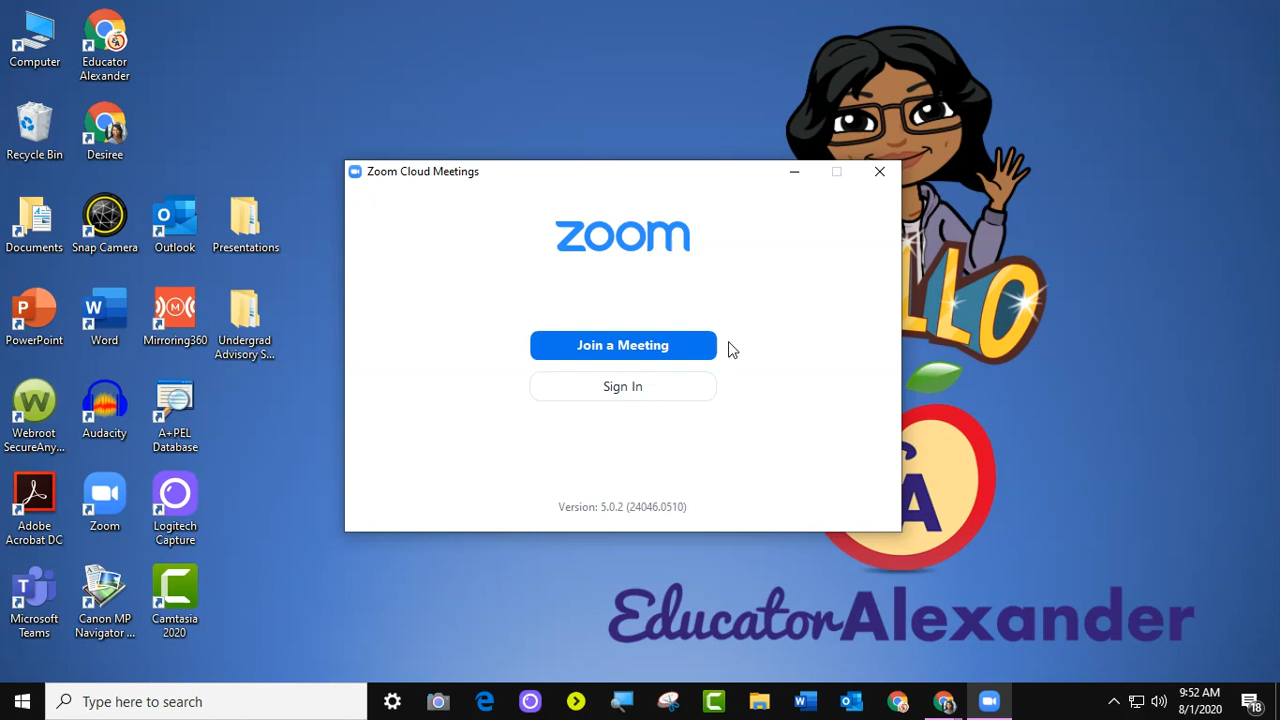 Computer
Educator
Alexander
Recycle Bin
Desiree
Documents
Snap Camera
Outlook
Presentations
PowerPoint
Word
Mirroring360
Undergrad
Advisory S...
Webroot
SecureAny...
Audacity
A+PEL
Database
Adobe
Acrobat DC
Zoom
Logitech
Capture
Microsoft
Teams
Canon MP
Navigator ...
Camtasia
2020
Zoom Cloud Meetings
zoom
Join a Meeting
Sign In
Version: 5.0.2 (24046.0510)
LLO
A
EducatorAlexander
Type here to search
9:52 AM
8/1/2020
18